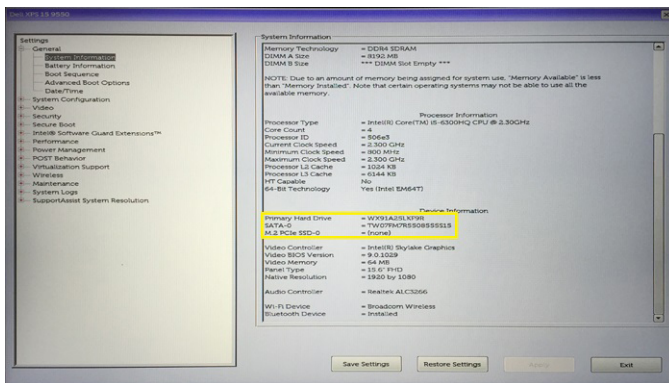 Dell XPS 15 9550
Settings
General
System Information
Battery Information
Boot Sequence
Advanced Boot Options
Date/Time
System Configuration
Video
Security
Secure Boot
Intel® Software Guard Extensions™
Performance
Power Management
POST Behavior
Virtualization Support
Wireless
Maintenance
System Logs
SupportAssist System Resolution
System Information
Memory Technology = DDR4 SDRAM
DIMM A Size = 8192 MB
DIMM B Size *** DIMM Slot Empty ***
NOTE: Due to an amount of memory being assigned for system use, "Memory Available" is less
than "Memory Installed". Note that certain operating systems may not be able to use all the
available memory.
Processor Information
Processor Type = Intel(R) Core(TM) i5-6300HQ CPU @ 2.30GHz
Core Count = 4
Processor ID = 506e3
Current Clock Speed = 2.300 GHz
Minimum Clock Speed = 800 MHz
Maximum Clock Speed = 2.300 GHz
Processor L2 Cache = 1024 KB
Processor L3 Cache = 6144 KB
HT Capable No
64-Bit Technology Yes (Intel EM64T)
Device Information
Primary Hard Drive = WX91A25LKF9R
SATA-0 = TW07FM7R5508555515
M.2 PCIe SSD-0 = (none)
Video Controller = Intel(R) Skylake Graphics
Video BIOS Version = 9.0.1029
Video Memory = 64 MB
Panel Type = 15.6" FHD
Native Resolution = 1920 by 1080
Audio Controller = Realtek ALC3266
Wi-Fi Device = Broadcom Wireless
Bluetooth Device = Installed
Save Settings
Restore Settings
Apply
Exit